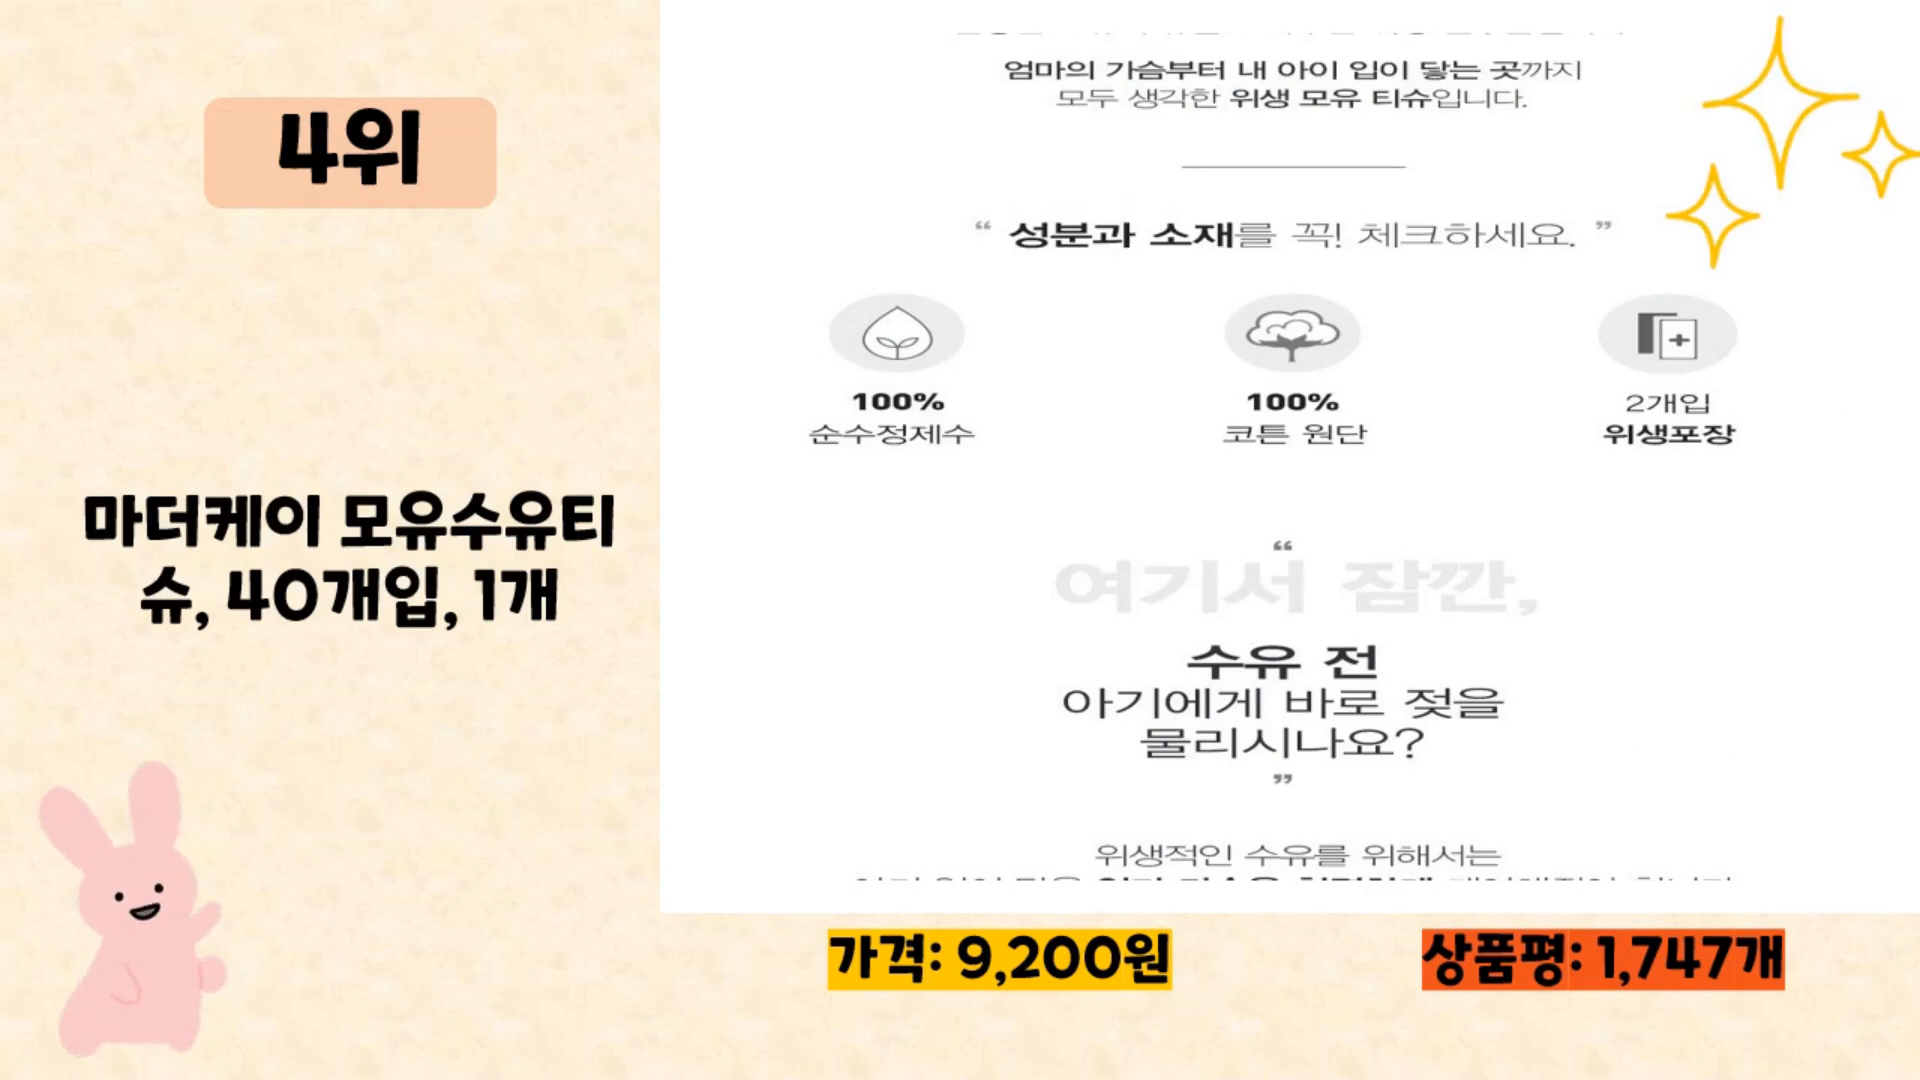 4위
마더케이 모유수유티
슈, 40개입, 1개
엄마의 가슴부터 내 아이 입이 닿는 곳까지
모두 생각한 위생 모유 티슈입니다.
“ 성분과 소재를 꼭! 체크하세요. ”
100%
순수정제수
100%
코튼 원단
2개입
위생포장
“
여기서 잠깐,
수유 전
아기에게 바로 젖을
물리시나요?
”
위생적인 수유를 위해서는
가격: 9,200원
상품평: 1,747개